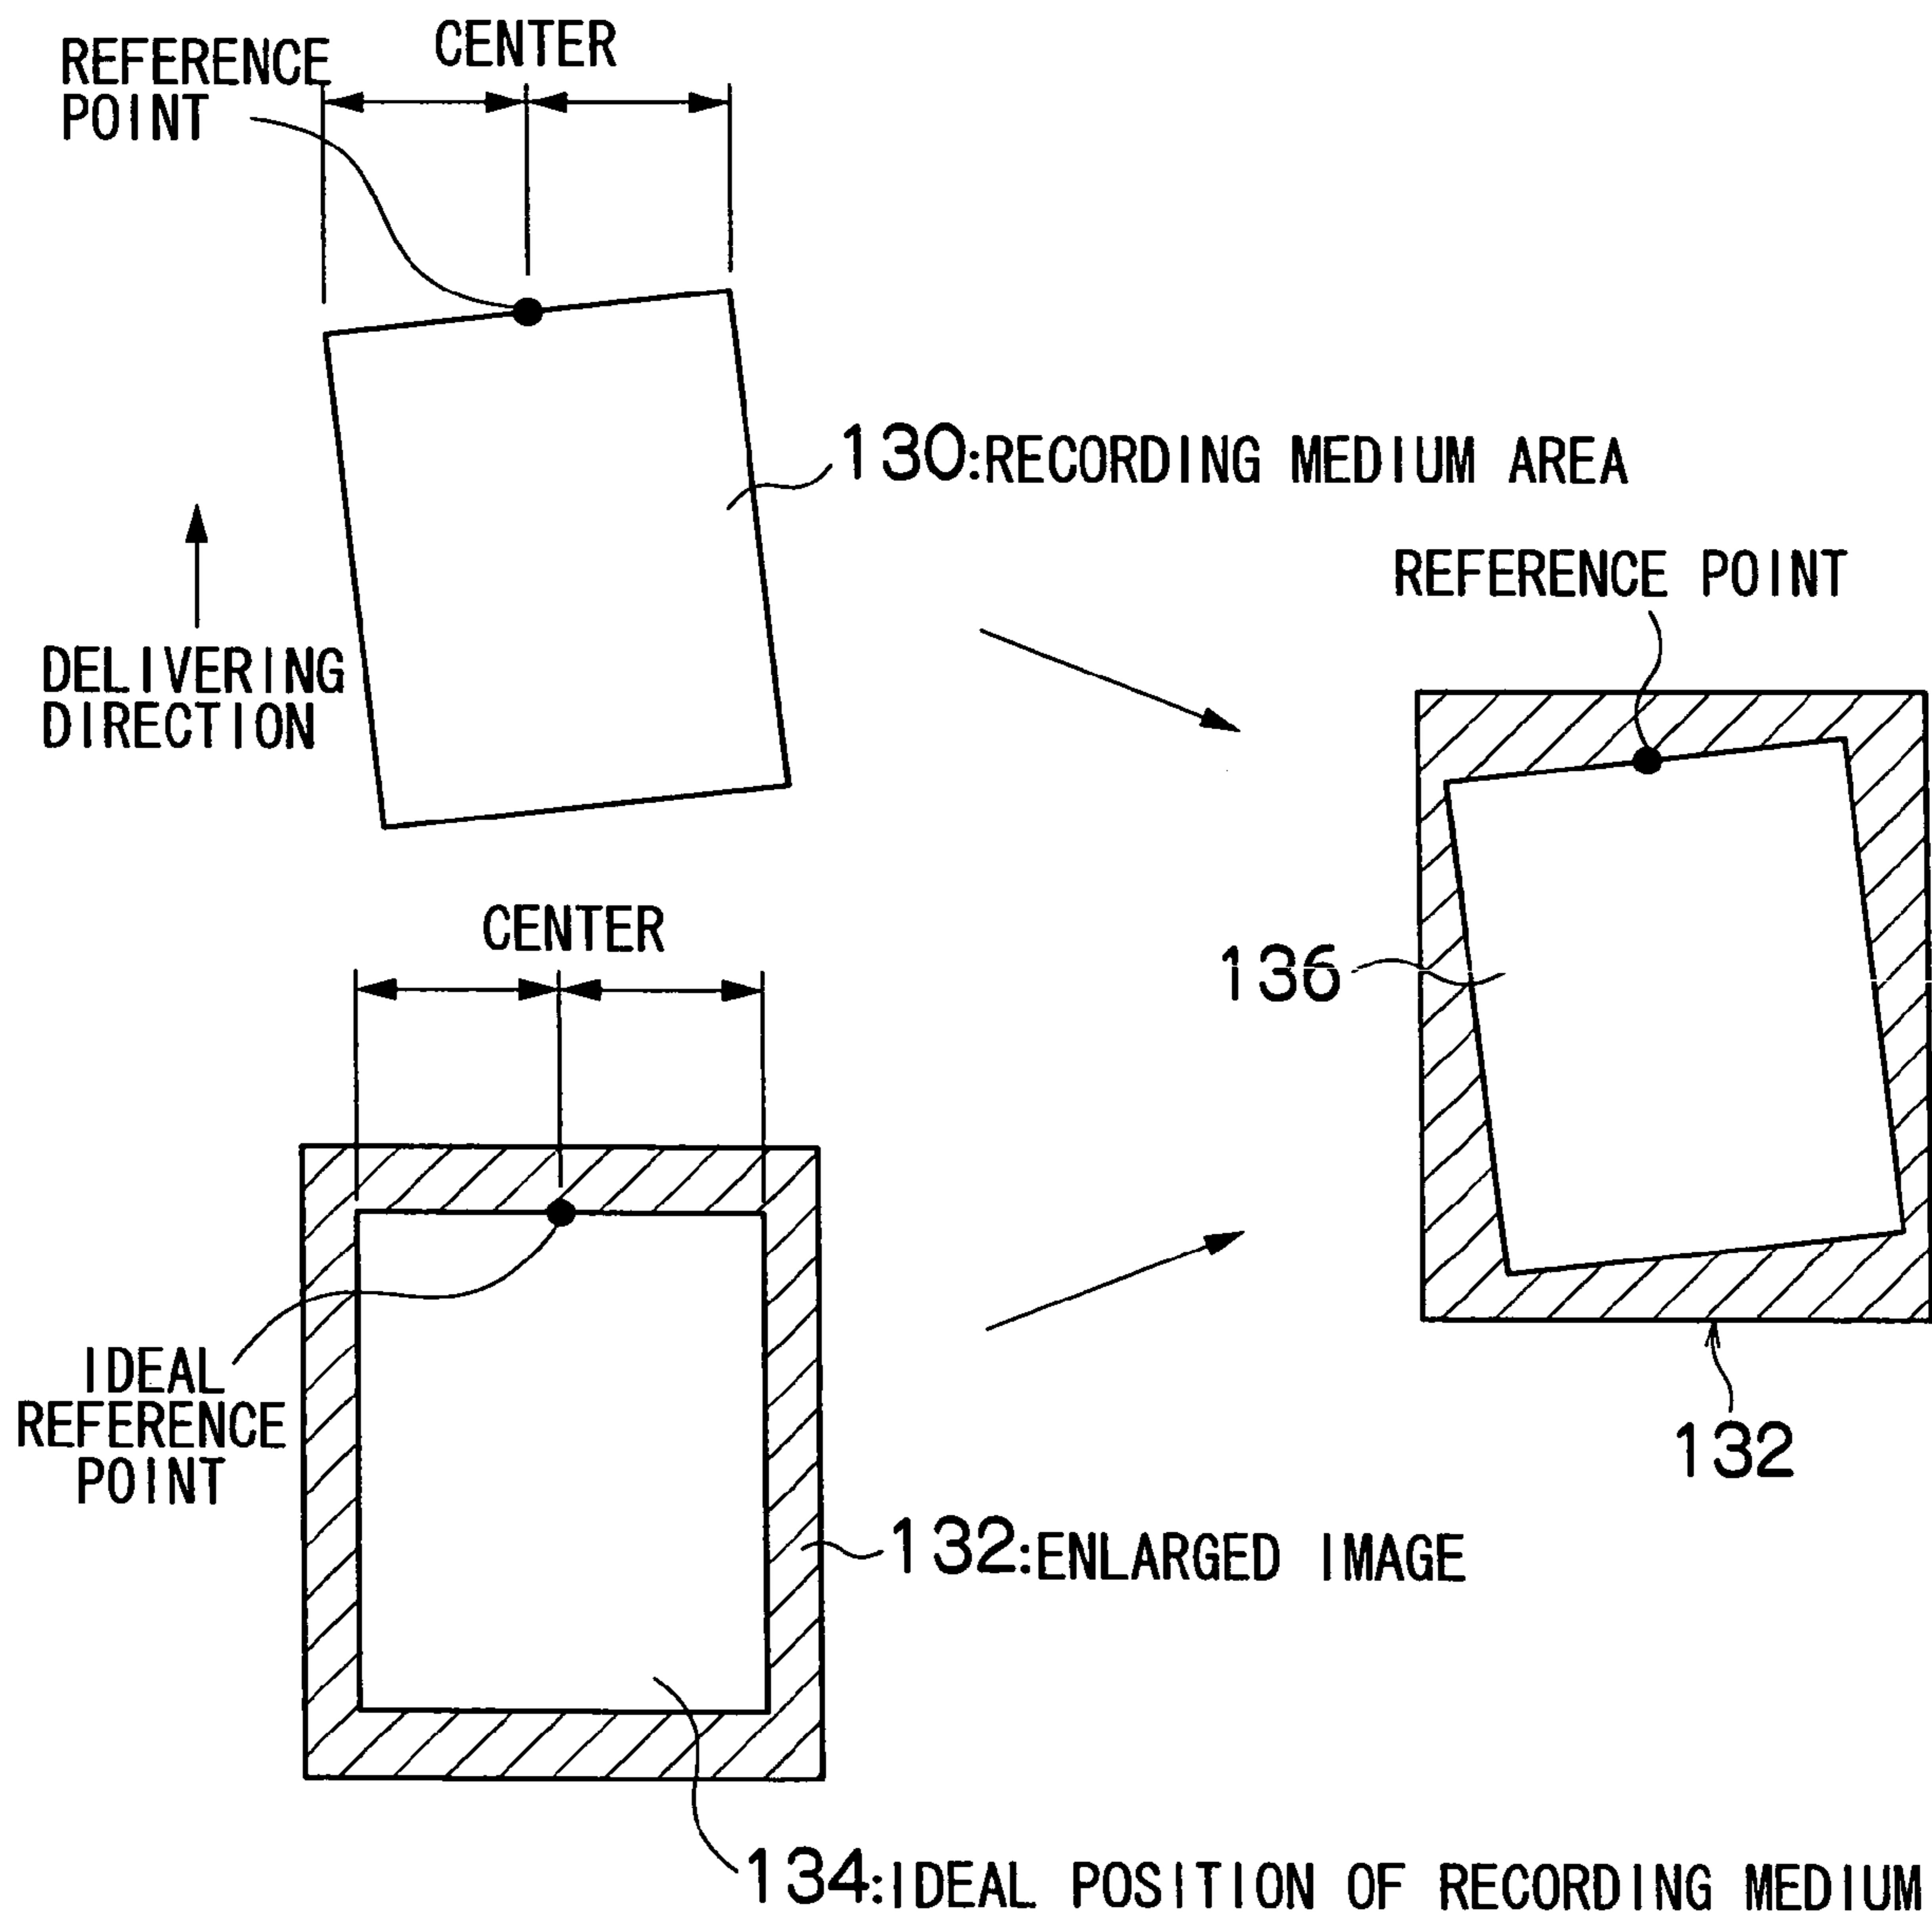 REFERENCE
POINT
CENTER
130:RECORDING MEDIUM AREA
DELIVERING
DIRECTION
REFERENCE POINT
CENTER
136
IDEAL
REFERENCE
POINT
132
132:ENLARGED IMAGE
134:IDEAL POSITION OF RECORDING MEDIUM